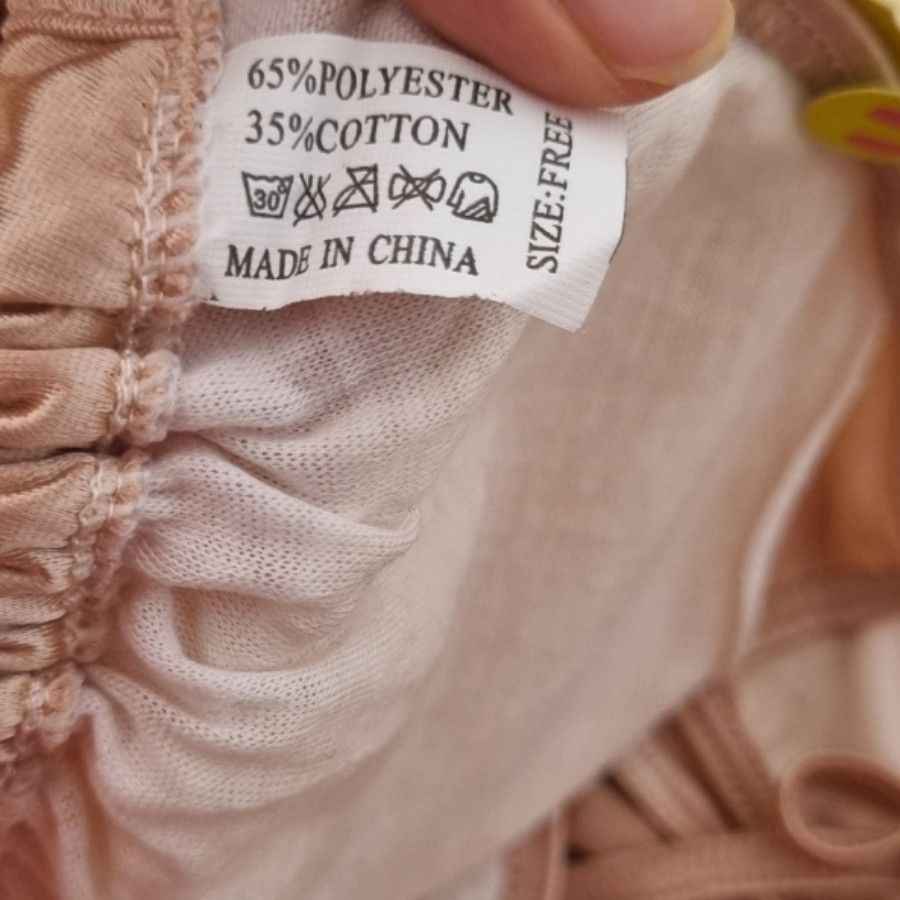 65%POLYESTER
35%COTTON
30°
MADE IN CHINA
SIZE:FREE